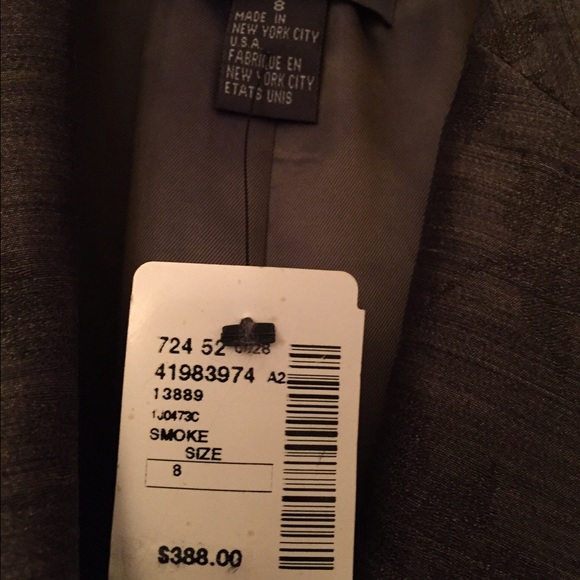 8
MADE IN
NEW YORK CITY
U.S.A
FABRIQUE EN
NEW YORK CITY
ETATS UNIS
724 52
41983974 A2
13889
1J0473C
SMOKE
SIZE
8
$388.00